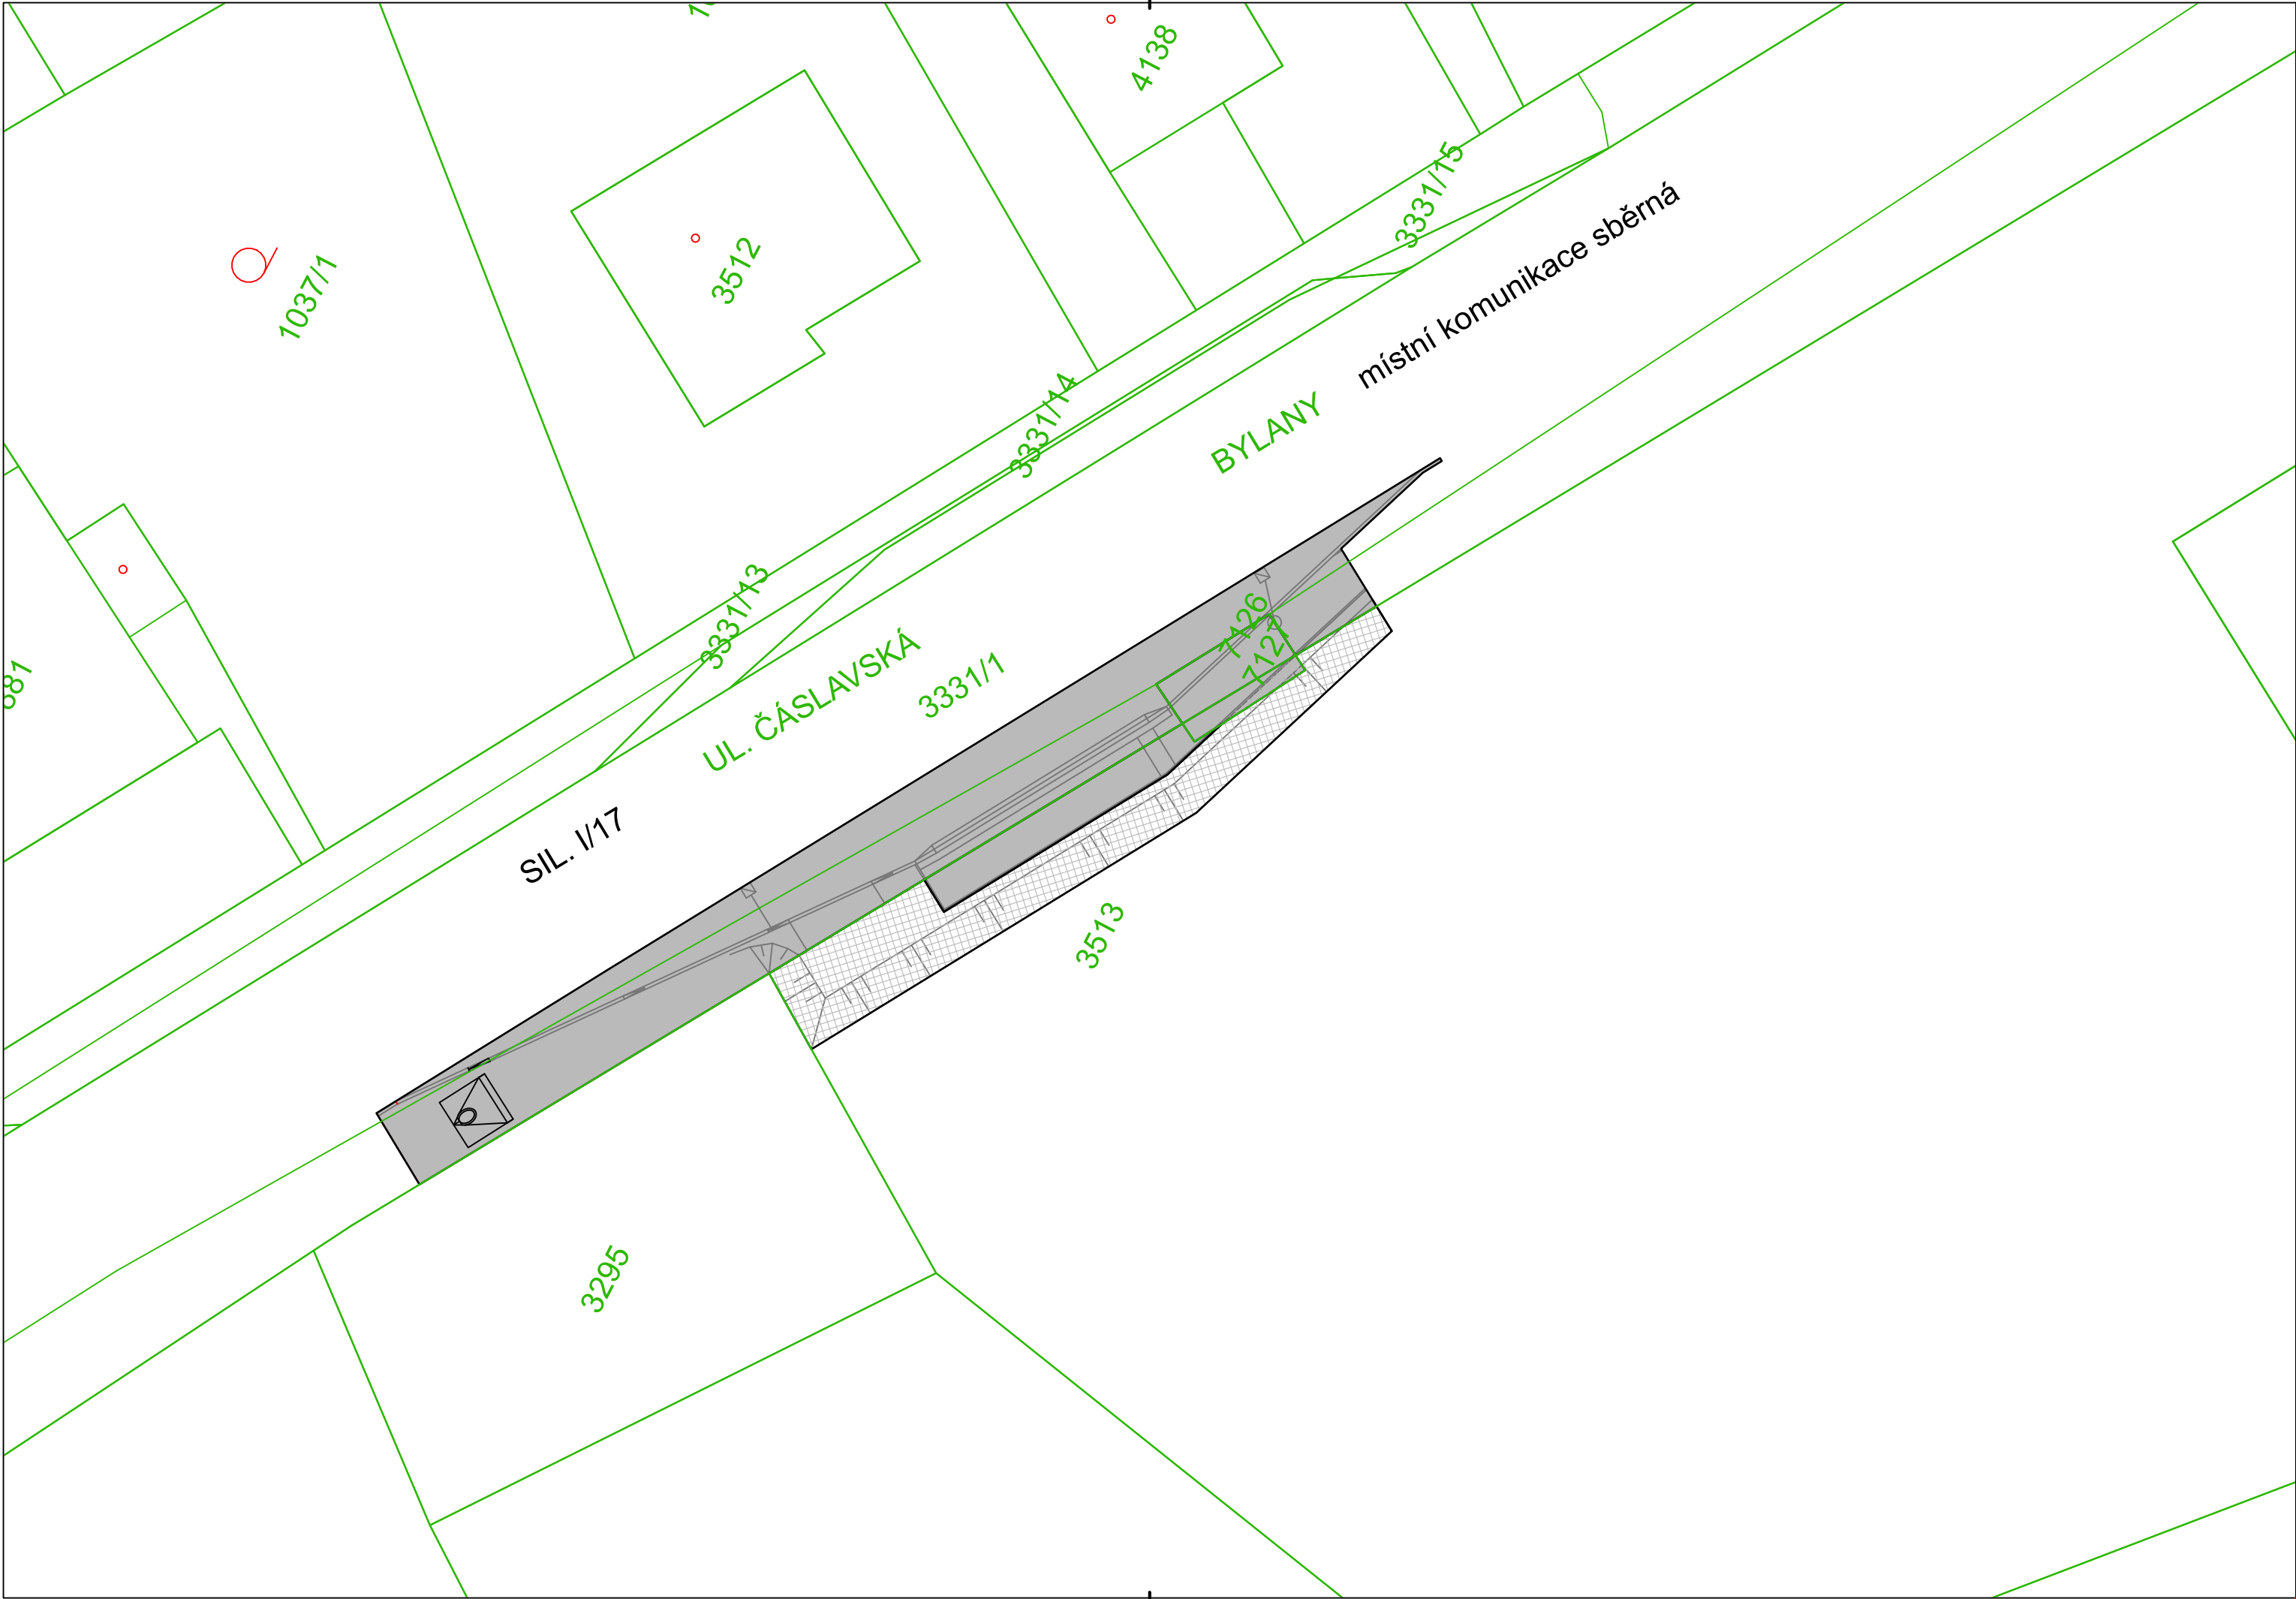 4138
3331/15
1037/1
3512
místní komunikace sběrná
3331/14
BYLANY
3331/13
7126
7127
UL. ČÁSLAVSKÁ
3331/1
SIL. I/17
3513
3295